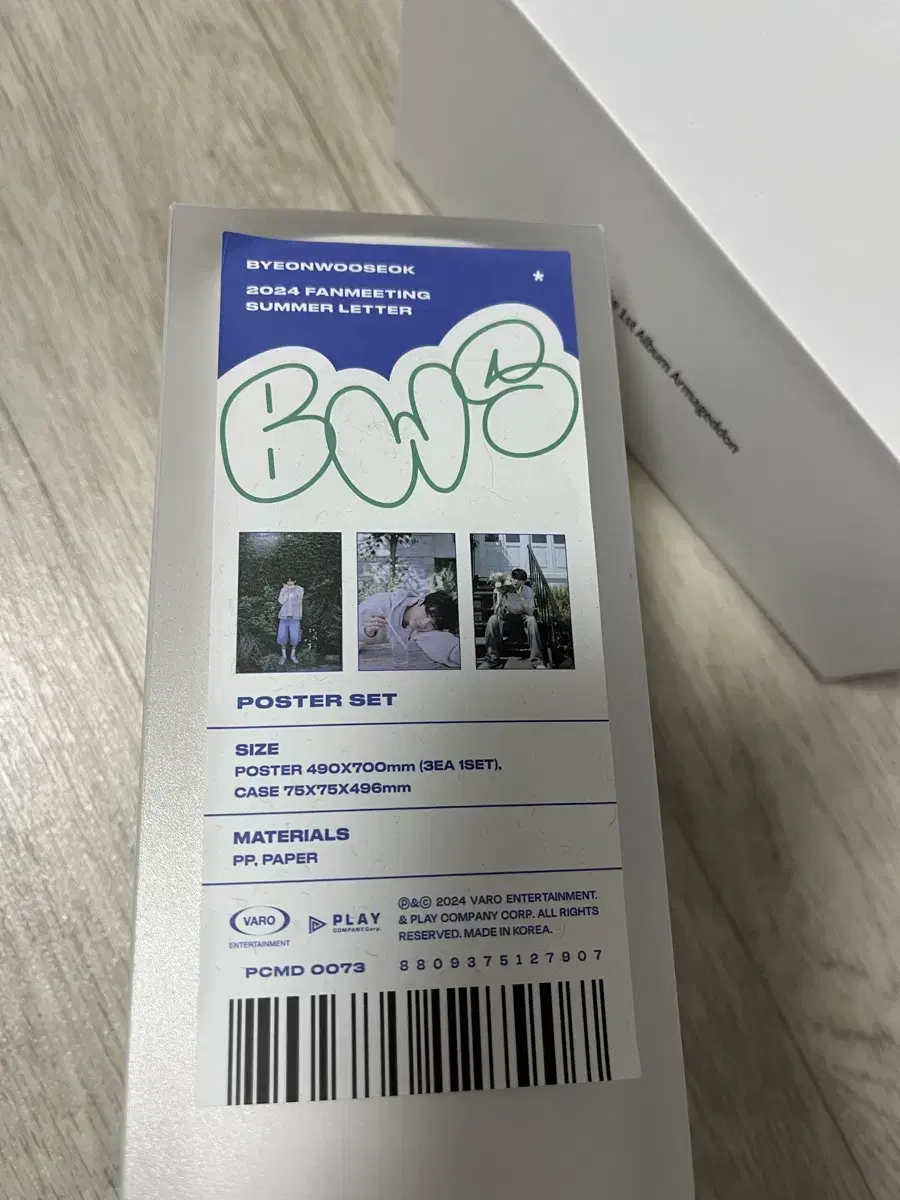 BYEONWOOSEOK
*
2024 FANMEETING
SUMMER LETTER
BWS
POSTER SET
SIZE
POSTER 490X700mm (3EA 1SET),
CASE 75X75X496mm
MATERIALS
PP, PAPER
VARO
ENTERTAINMENT
PLAY
COMPANY Corp.
Ⓟ&Ⓒ 2024 VARO ENTERTAINMENT.
& PLAY COMPANY CORP. ALL RIGHTS
RESERVED. MADE IN KOREA.
PCMD 0073
8809375127907
1st Album Armageddon